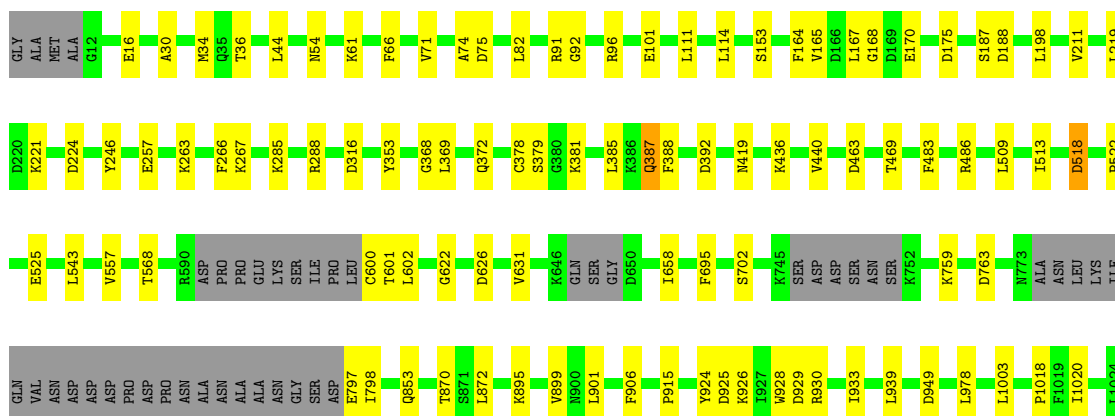 GLY ALA MET ALA G12 E16 A30 M34 Q35 T36 L44 N54 K61 F66 V71 A74 D75 L82 R91 G92 R96 E101 L111 L114 S153 F164 V165 D166 L167 G168 D169 E170 D175 S187 D188 L198 V211 L219
D220 K221 D224 Y246 E257 K263 F266 K267 K285 R288 D316 Y353 G368 L369 Q372 C378 S379 G380 K381 L385 K386 Q387 F388 D392 N419 K436 V440 D463 T469 F483 R486 L509 I513 D518
E525 L543 V557 T568 R590 ASP PRO PRO GLU LYS SER ILE PRO LEU C600 T601 L602 G622 D626 V631 K646 GLN SER GLY D650 I658 F695 S702 K745 SER ASP ASP SER ASN SER K752 K759 D763 N773 ALA ASN LEU LYS ILE
GLN VAL ASN ASP ASP ASP PRO ASP PRO ASN ALA ASN ALA ALA ASN GLY SER ASP E797 I798 Q853 T870 S871 L872 K895 V899 N900 L901 F906 P915 Y924 D925 K926 I927 W928 D929 R930 I933 L939 D949 L978 L1003 P1018 F1019 I1020